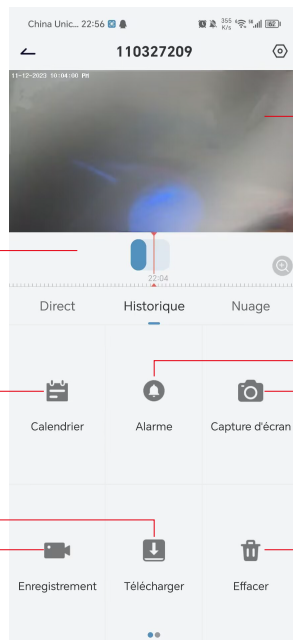 China Unic... 22:56 355 K/s
110327209
11-12-2023 10:04:00 PM
22:04
Direct Historique Nuage
Calendrier Alarme Capture d'écran
Enregistrement Télécharger Effacer